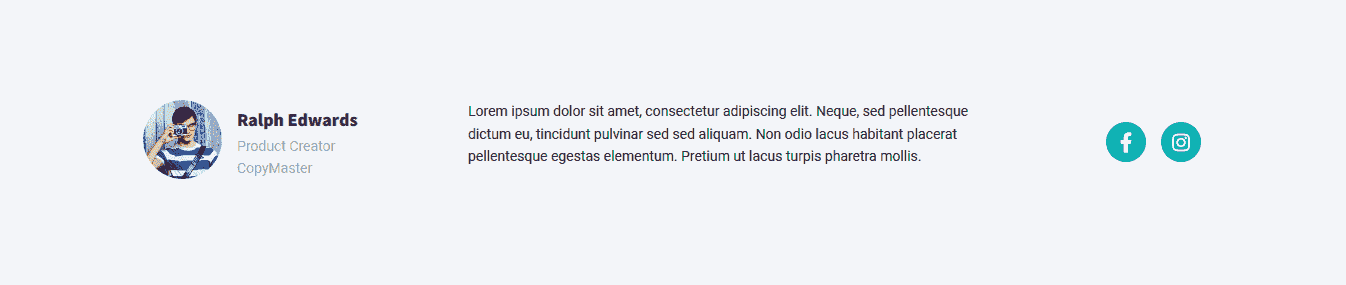 Ralph Edwards
Product Creator
CopyMaster
Lorem ipsum dolor sit amet, consectetur adipiscing elit. Neque, sed pellentesque
dictum eu, tincidunt pulvinar sed sed aliquam. Non odio lacus habitant placerat
pellentesque egestas elementum. Pretium ut lacus turpis pharetra mollis.